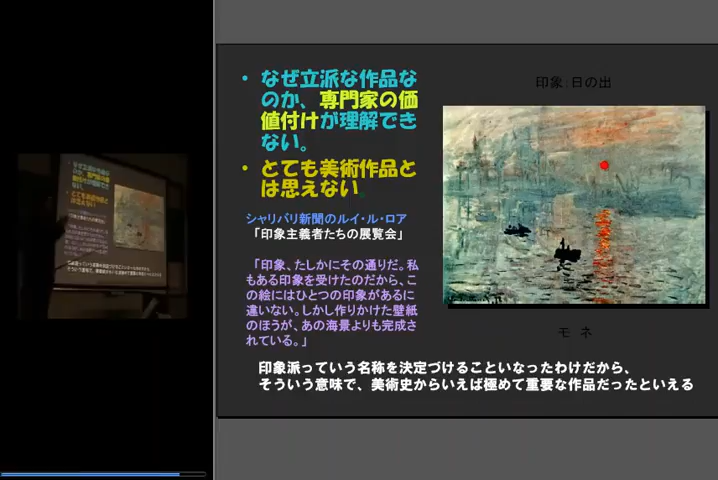 印象：日の出
• なぜ立派な作品な
のか、専門家の価
値付けが理解でき
ない。
• とても美術作品と
は思えない
シャリバリ新聞のルイ・ル・ロア
「印象主義者たちの展覧会」
「印象、たしかにその通りだ。私
もある印象を受けたのだから、こ
の絵にはひとつの印象があるに
違いない。しかし作りかけた壁紙
のほうが、あの海景よりも完成さ
れている。」
モ ネ
印象派っていう名称を決定づけることいなったわけだから、
そういう意味で、美術史からいえば極めて重要な作品だったといえる